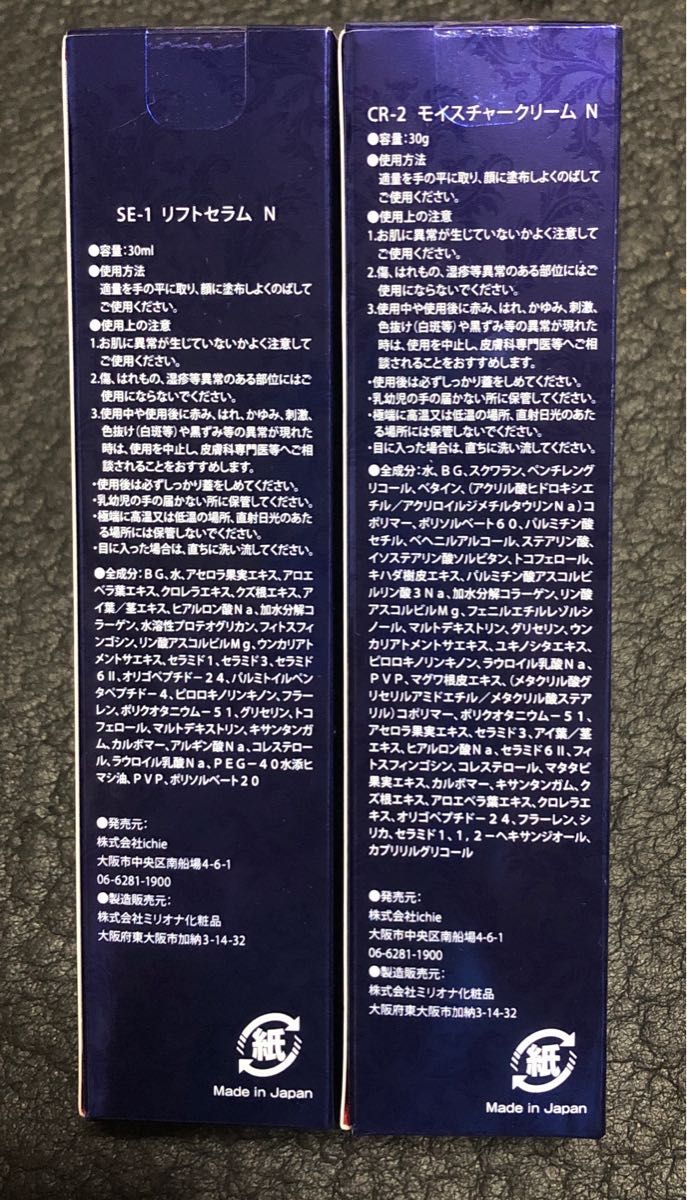 SE-1 リフトセラム N
●容量:30ml
●使用方法
適量を手の平に取り、顔に塗布しよくのばして
ご使用ください。
●使用上の注意
1.お肌に異常が生じていないかよく注意して
ご使用ください。
2.傷、はれもの、湿疹等異常のある部位にはご
使用にならないでください。
3.使用中や使用後に赤み、はれ、かゆみ、刺激、
色抜け(白斑等)や黒ずみ等の異常が現れた
時は、使用を中止し、皮膚科専門医等へご相
談されることをおすすめします。
・使用後は必ずしっかり蓋をしめてください。
・乳幼児の手の届かない所に保管してください。
・極端に高温又は低温の場所、直射日光のあた
る場所には保管しないでください。
・目に入った場合は、直ちに洗い流してください。
●全成分:BG、水、アセロラ果実エキス、アロエ
ベラ葉エキス、クロレラエキス、クズ根エキス、ア
イ葉/茎エキス、ヒアルロン酸Na、加水分解コ
ラーゲン、水溶性プロテオグリカン、フィトスフィ
ンゴシン、リン酸アスコルビルMg、ウンカリアト
メントサエキス、セラミド1、セラミド3、セラミド
6Ⅱ、オリゴペプチド-24、パルミトイルペン
タペプチド-4、ピロロキノリンキノン、フラー
レン、ポリクオタニウム-51、グリセリン、トコ
フェロール、マルトデキストリン、キサンタンガ
ム、カルボマー、アルギン酸Na、コレステロー
ル、ラウロイル乳酸Na、PEG-40水添ヒ
マシ油、PVP、ポリソルベート20
●発売元:
株式会社ichie
大阪市中央区南船場4-6-1
06-6281-1900
●製造販売元:
株式会社ミリオナ化粧品
大阪府東大阪市加納3-14-32
紙
Made in Japan
CR-2 モイスチャークリーム N
●容量:30g
●使用方法
適量を手の平に取り、顔に塗布しよくのばして
ご使用ください。
●使用上の注意
1.お肌に異常が生じていないかよく注意して
ご使用ください。
2.傷、はれもの、湿疹等異常のある部位にはご
使用にならないでください。
3.使用中や使用後に赤み、はれ、かゆみ、刺激、
色抜け(白斑等)や黒ずみ等の異常が現れた
時は、使用を中止し、皮膚科専門医等へご相
談されることをおすすめします。
・使用後は必ずしっかり蓋をしめてください。
・乳幼児の手の届かない所に保管してください。
・極端に高温又は低温の場所、直射日光のあた
る場所には保管しないでください。
・目に入った場合は、直ちに洗い流してください。
●全成分:水、BG、スクワラン、ペンチレング
リコール、ベタイン、(アクリル酸ヒドロキシエ
チル/アクリロイルジメチルタウリンNa)コ
ポリマー、ポリソルベート60、パルミチン酸
セチル、ベヘニルアルコール、ステアリン酸、
イソステアリン酸ソルビタン、トコフェロール、
キハダ樹皮エキス、パルミチン酸アスコルビ
ルリン酸3Na、加水分解コラーゲン、リン酸
アスコルビルMg、フェニルエチルレゾルシ
ノール、マルトデキストリン、グリセリン、ウン
カリアトメントサエキス、ユキノシタエキス、
ピロロキノリンキノン、ラウロイル乳酸Na、
PVP、マグワ根皮エキス、(メタクリル酸グ
リセリルアミドエチル/メタクリル酸ステア
リル)コポリマー、ポリクオタニウム-51、
アセロラ果実エキス、セラミド3、アイ葉/茎
エキス、ヒアルロン酸Na、セラミド6Ⅱ、フィ
トスフィンゴシン、コレステロール、マタタビ
果実エキス、カルボマー、キサンタンガム、ク
ズ根エキス、アロエベラ葉エキス、クロレラエ
キス、オリゴペプチド-24、フラーレン、シ
リカ、セラミド1、1,2-ヘキサンジオール、
カプリリルグリコール
●発売元:
株式会社ichie
大阪市中央区南船場4-6-1
06-6281-1900
●製造販売元:
株式会社ミリオナ化粧品
大阪府東大阪市加納3-14-32
紙
Made in Japan